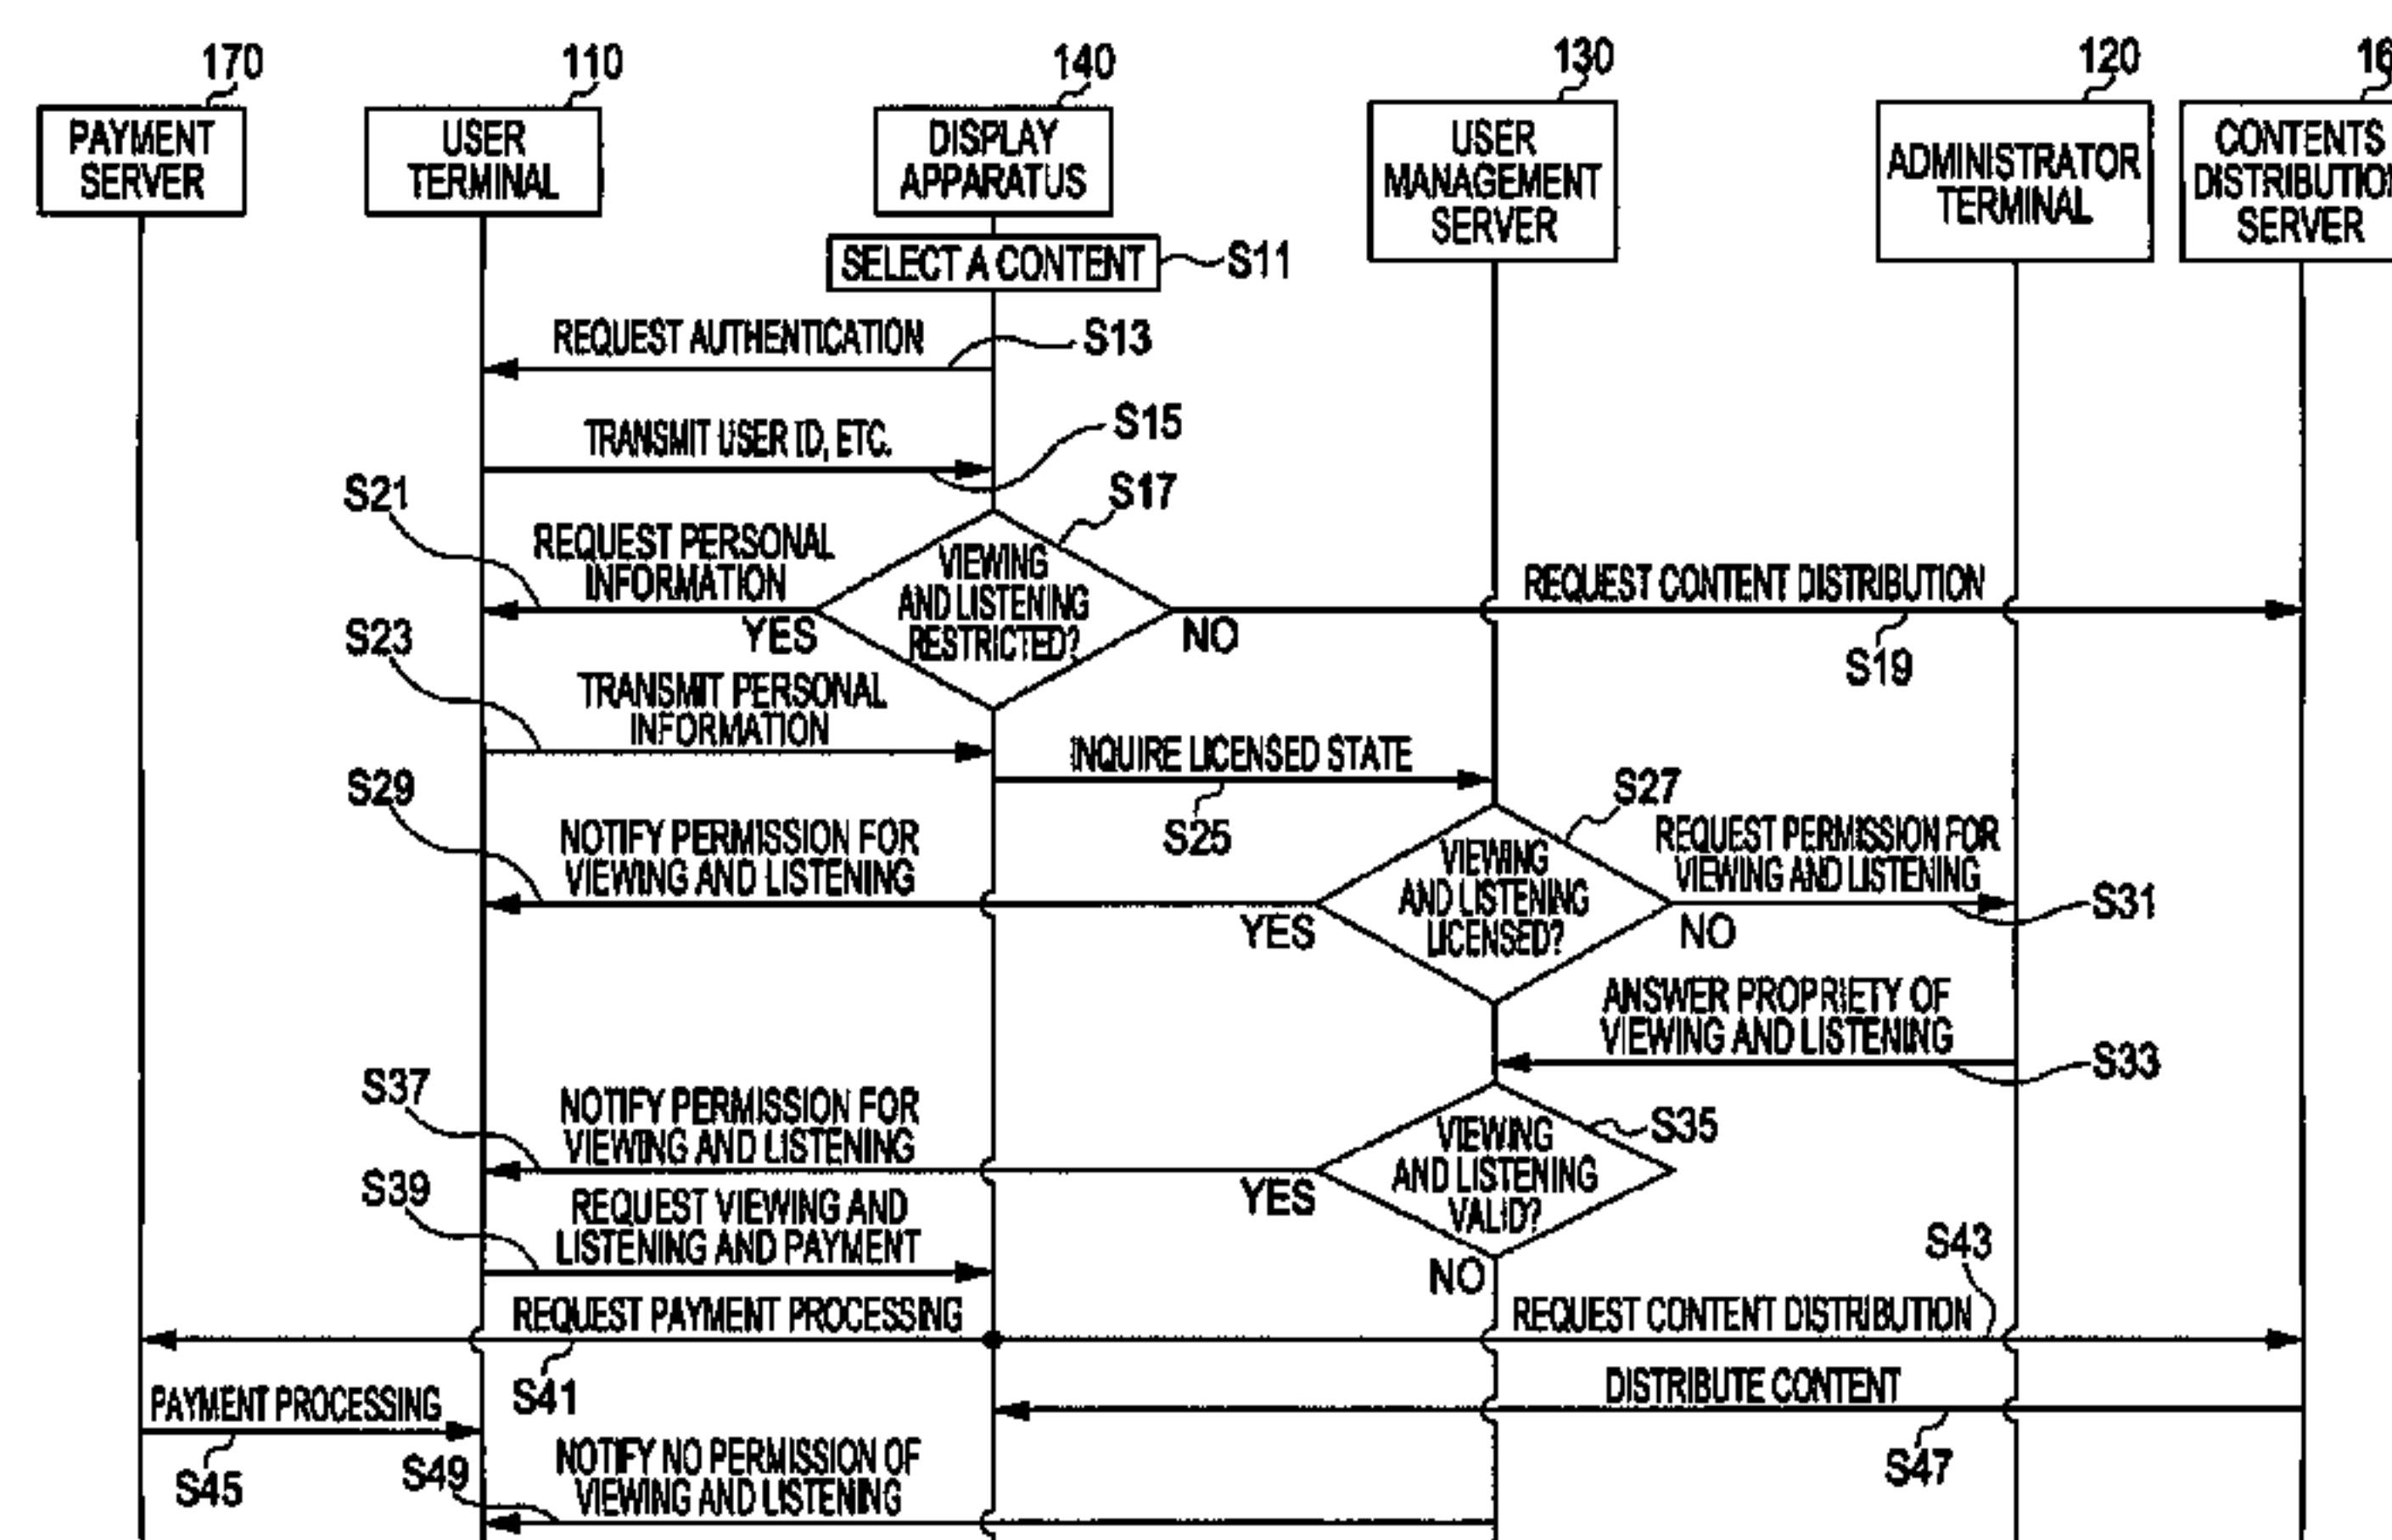 170
110
140
130
120
16
PAYMENT
SERVER
USER
TERMINAL
DISPLAY
APPARATUS
USER
MANAGEMENT
SERVER
ADMINISTRATOR
TERMINAL
CONTENTS
DISTRIBUTION
SERVER
SELECT A CONTENT
S11
REQUEST AUTHENTICATION
S13
TRANSMIT USER ID, ETC.
S15
S17
S21
REQUEST PERSONAL
INFORMATION
VIEWING
AND LISTENING
RESTRICTED?
YES
NO
REQUEST CONTENT DISTRIBUTION
S19
S23
TRANSMIT PERSONAL
INFORMATION
INQUIRE LICENSED STATE
S25
S27
S29
NOTIFY PERMISSION FOR
VIEWING AND LISTENING
VIEWING
AND LISTENING
LICENSED?
YES
NO
REQUEST PERMISSION FOR
VIEWING AND LISTENING
S31
ANSWER PROPRIETY OF
VIEWING AND LISTENING
S33
S37
NOTIFY PERMISSION FOR
VIEWING AND LISTENING
VIEWING
AND LISTENING
VALID?
S35
YES
NO
S39
REQUEST VIEWING AND
LISTENING AND PAYMENT
S43
REQUEST PAYMENT PROCESSING
REQUEST CONTENT DISTRIBUTION
S41
DISTRIBUTE CONTENT
S47
PAYMENT PROCESSING
S45
S49
NOTIFY NO PERMISSION OF
VIEWING AND LISTENING